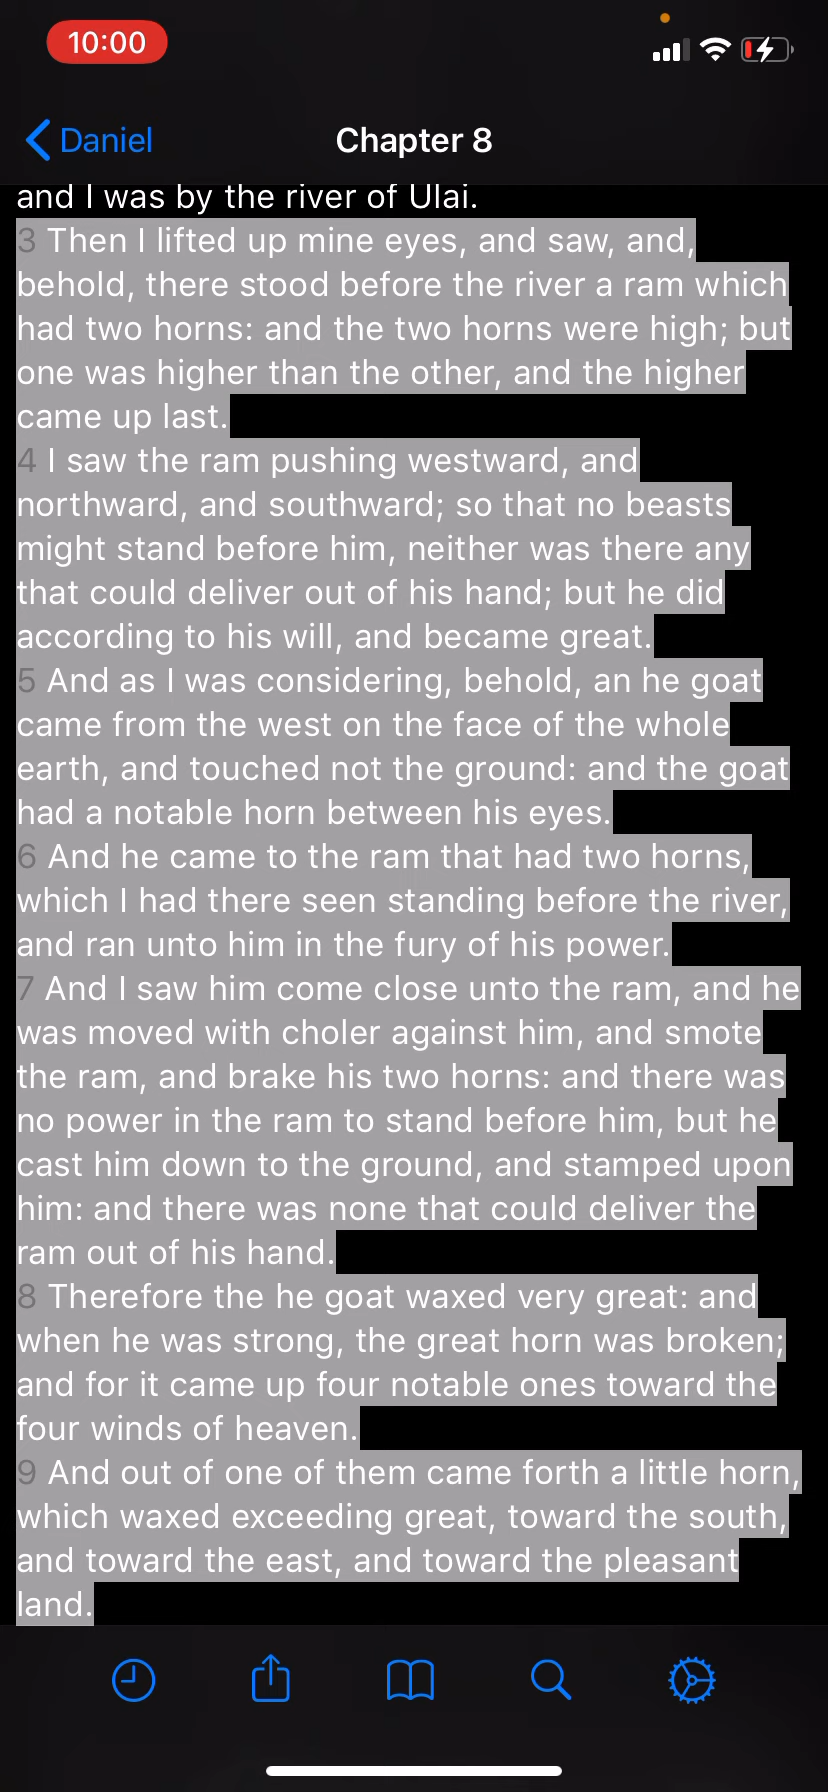 10:00
Daniel
Chapter 8
and I was by the river of Ulai.
3 Then I lifted up mine eyes, and saw, and,
behold, there stood before the river a ram which
had two horns: and the two horns were high; but
one was higher than the other, and the higher
came up last.
4 I saw the ram pushing westward, and
northward, and southward; so that no beasts
might stand before him, neither was there any
that could deliver out of his hand; but he did
according to his will, and became great.
5 And as I was considering, behold, an he goat
came from the west on the face of the whole
earth, and touched not the ground: and the goat
had a notable horn between his eyes.
6 And he came to the ram that had two horns,
which I had there seen standing before the river,
and ran unto him in the fury of his power.
7 And I saw him come close unto the ram, and he
was moved with choler against him, and smote
the ram, and brake his two horns: and there was
no power in the ram to stand before him, but he
cast him down to the ground, and stamped upon
him: and there was none that could deliver the
ram out of his hand.
8 Therefore the he goat waxed very great: and
when he was strong, the great horn was broken;
and for it came up four notable ones toward the
four winds of heaven.
9 And out of one of them came forth a little horn,
which waxed exceeding great, toward the south,
and toward the east, and toward the pleasant
land.